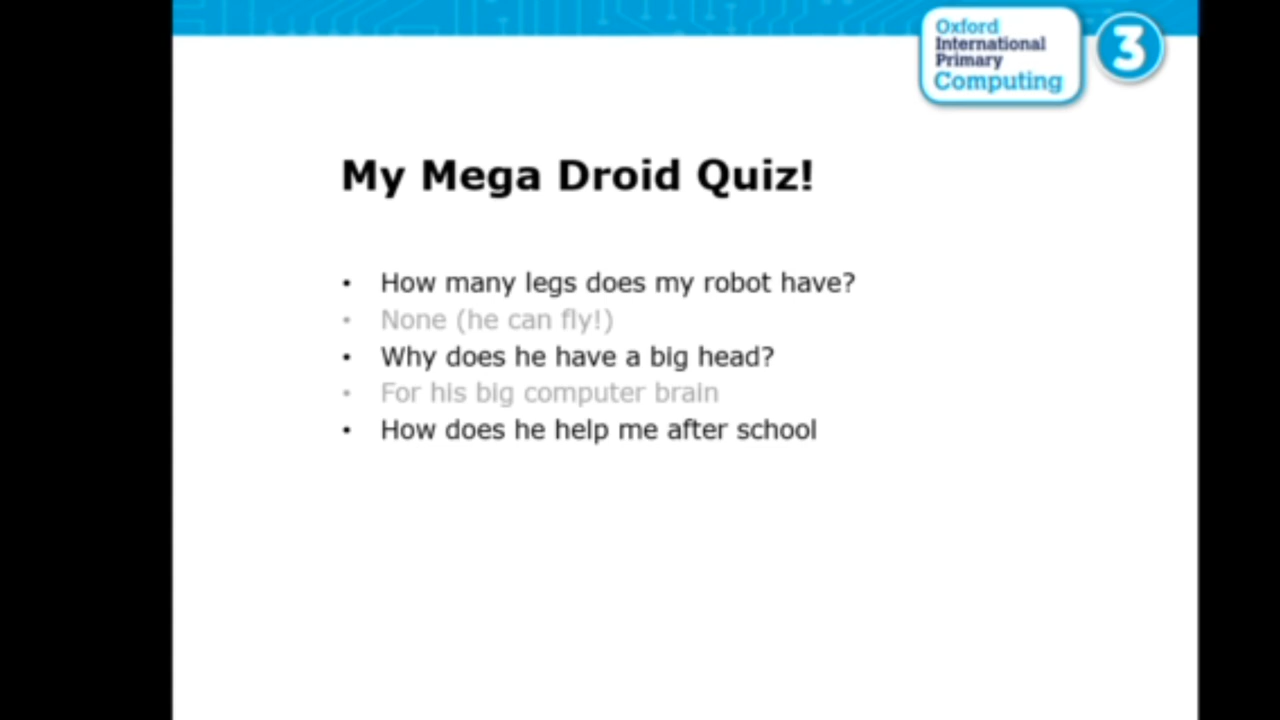 Oxford
International
Primary
Computing
3
My Mega Droid Quiz!
• How many legs does my robot have?
• None (he can fly!)
• Why does he have a big head?
• For his big computer brain
• How does he help me after school